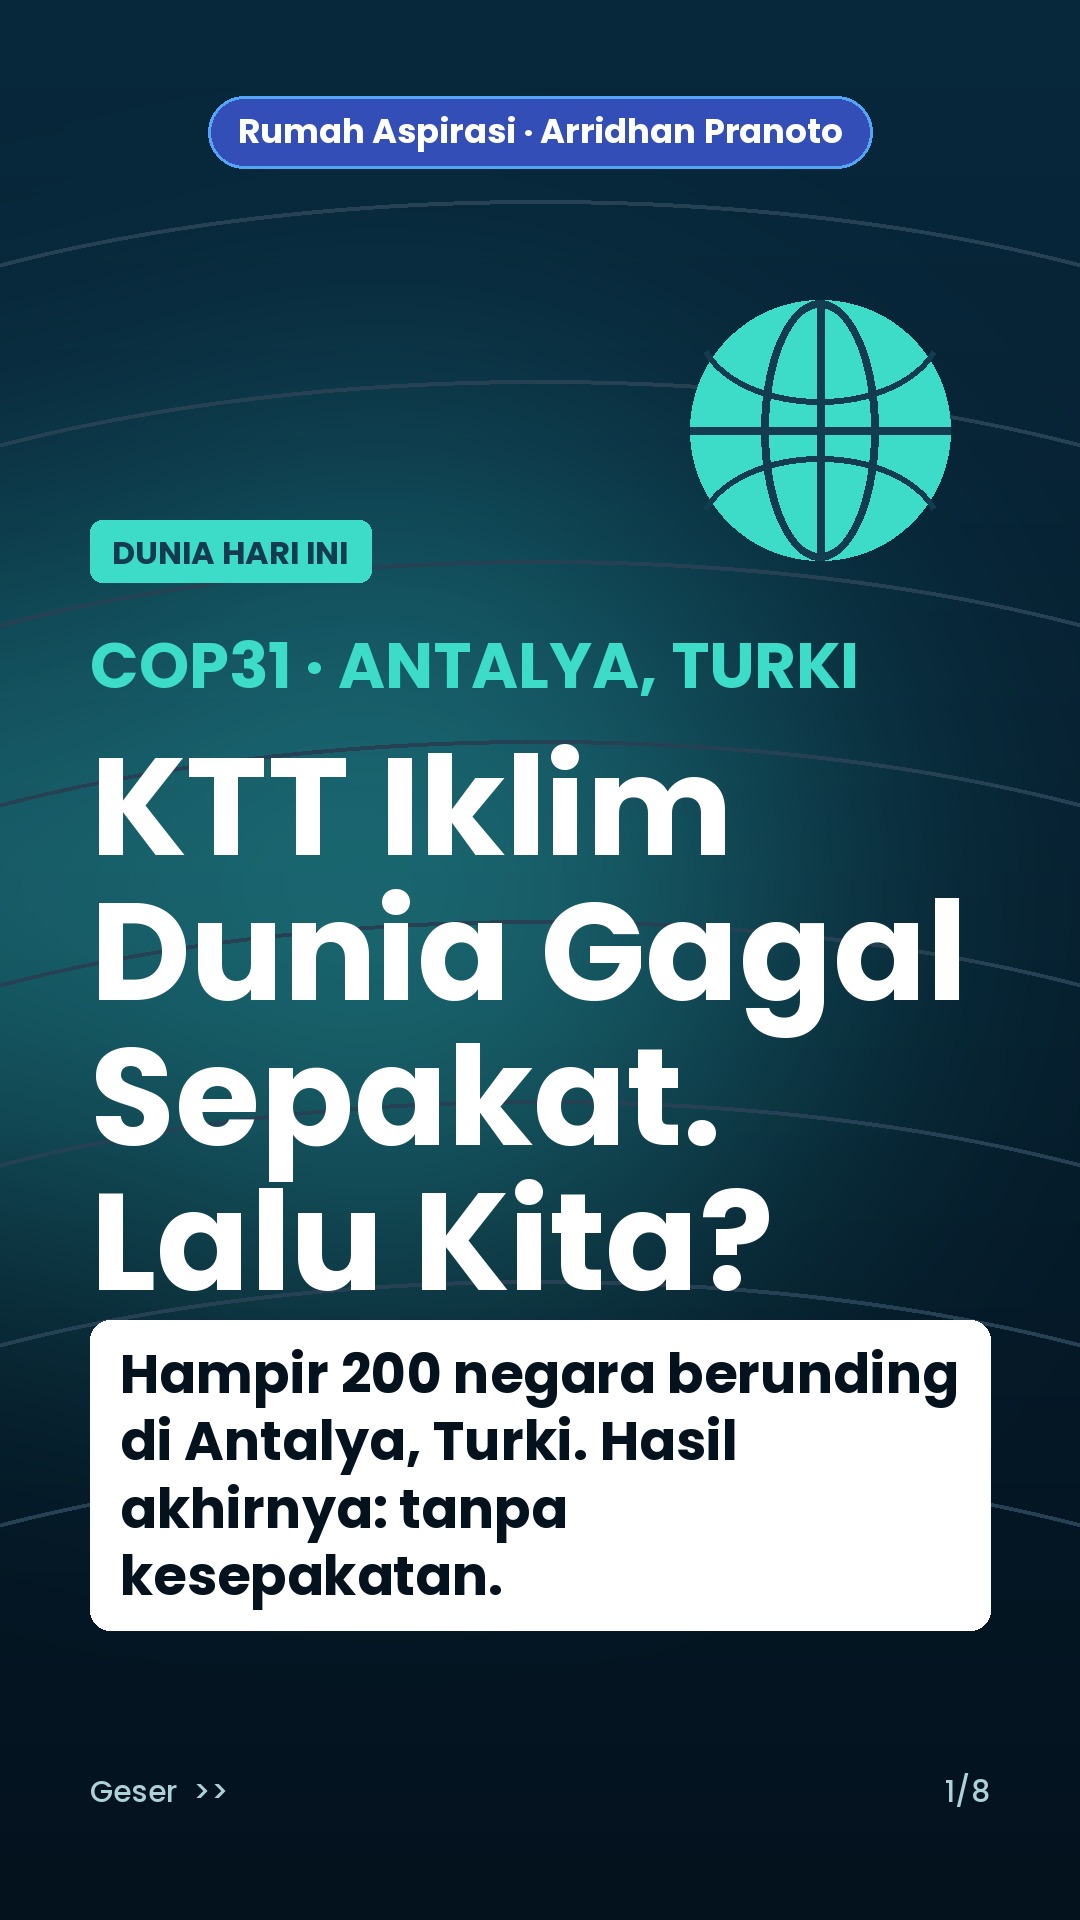 Rumah Aspirasi · Arridhan Pranoto
DUNIA HARI INI
COP31 · ANTALYA, TURKI
KTT Iklim
Dunia Gagal
Sepakat.
Lalu Kita?
Hampir 200 negara berunding
di Antalya, Turki. Hasil
akhirnya: tanpa
kesepakatan.
Geser >>
1/8